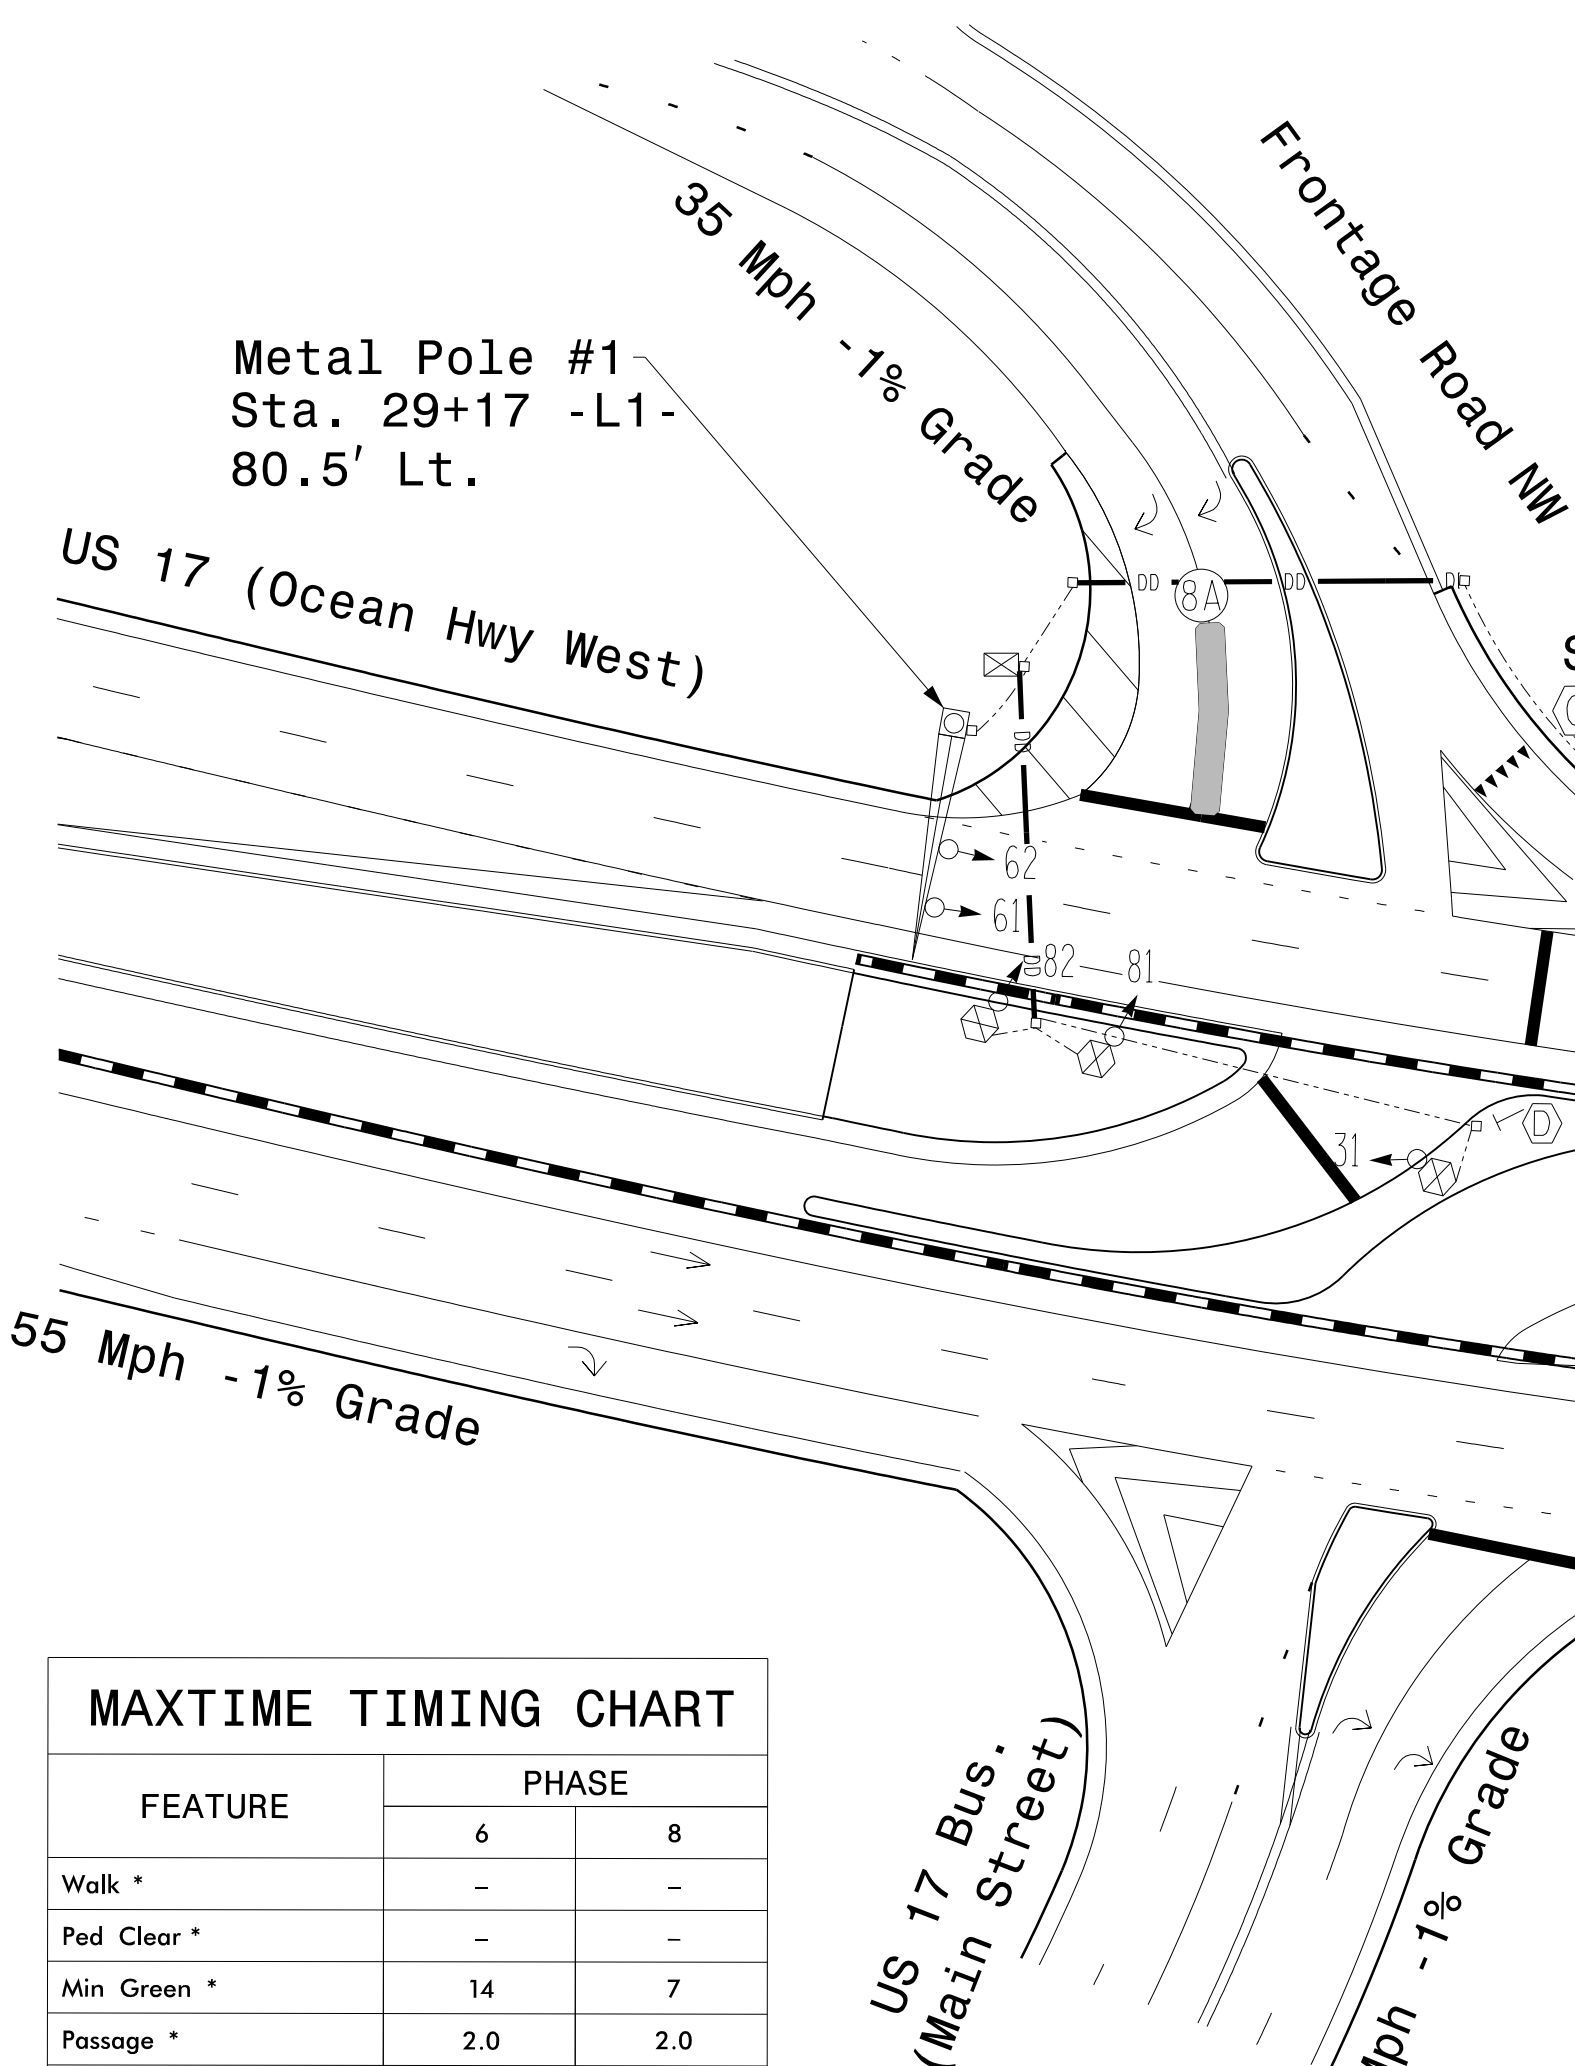 Frontage Road NW
35 Mph -1% Grade
Metal Pole #1
Sta. 29+17 -L1-
80.5' Lt.
US 17 (Ocean Hwy West)
DD
8A
DD
DD
62
61
DD
82
81
31
D
55 Mph -1% Grade
MAXTIME TIMING CHART
FEATURE
PHASE
6
8
Walk *
–
–
Ped Clear *
–
–
Min Green *
14
7
Passage *
2.0
2.0
US 17 Bus.
(Main Street)
Mph -1% Grade